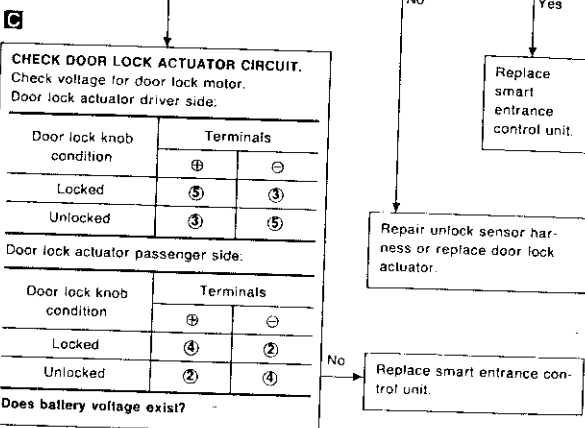 No
Yes
C
CHECK DOOR LOCK ACTUATOR CIRCUIT.
Check voltage for door lock motor.
Door lock actuator driver side:
Door lock knob condition
Terminals
⊕ ⊖
Locked ⑤ ③
Unlocked ③ ⑤
Door lock actuator passenger side:
Door lock knob condition
Terminals
⊕ ⊖
Locked ④ ②
Unlocked ② ④
Does battery voltage exist?
Replace
smart
entrance
control unit.
Repair unlock sensor har-
ness or replace door lock
actuator.
No
Replace smart entrance con-
trol unit.